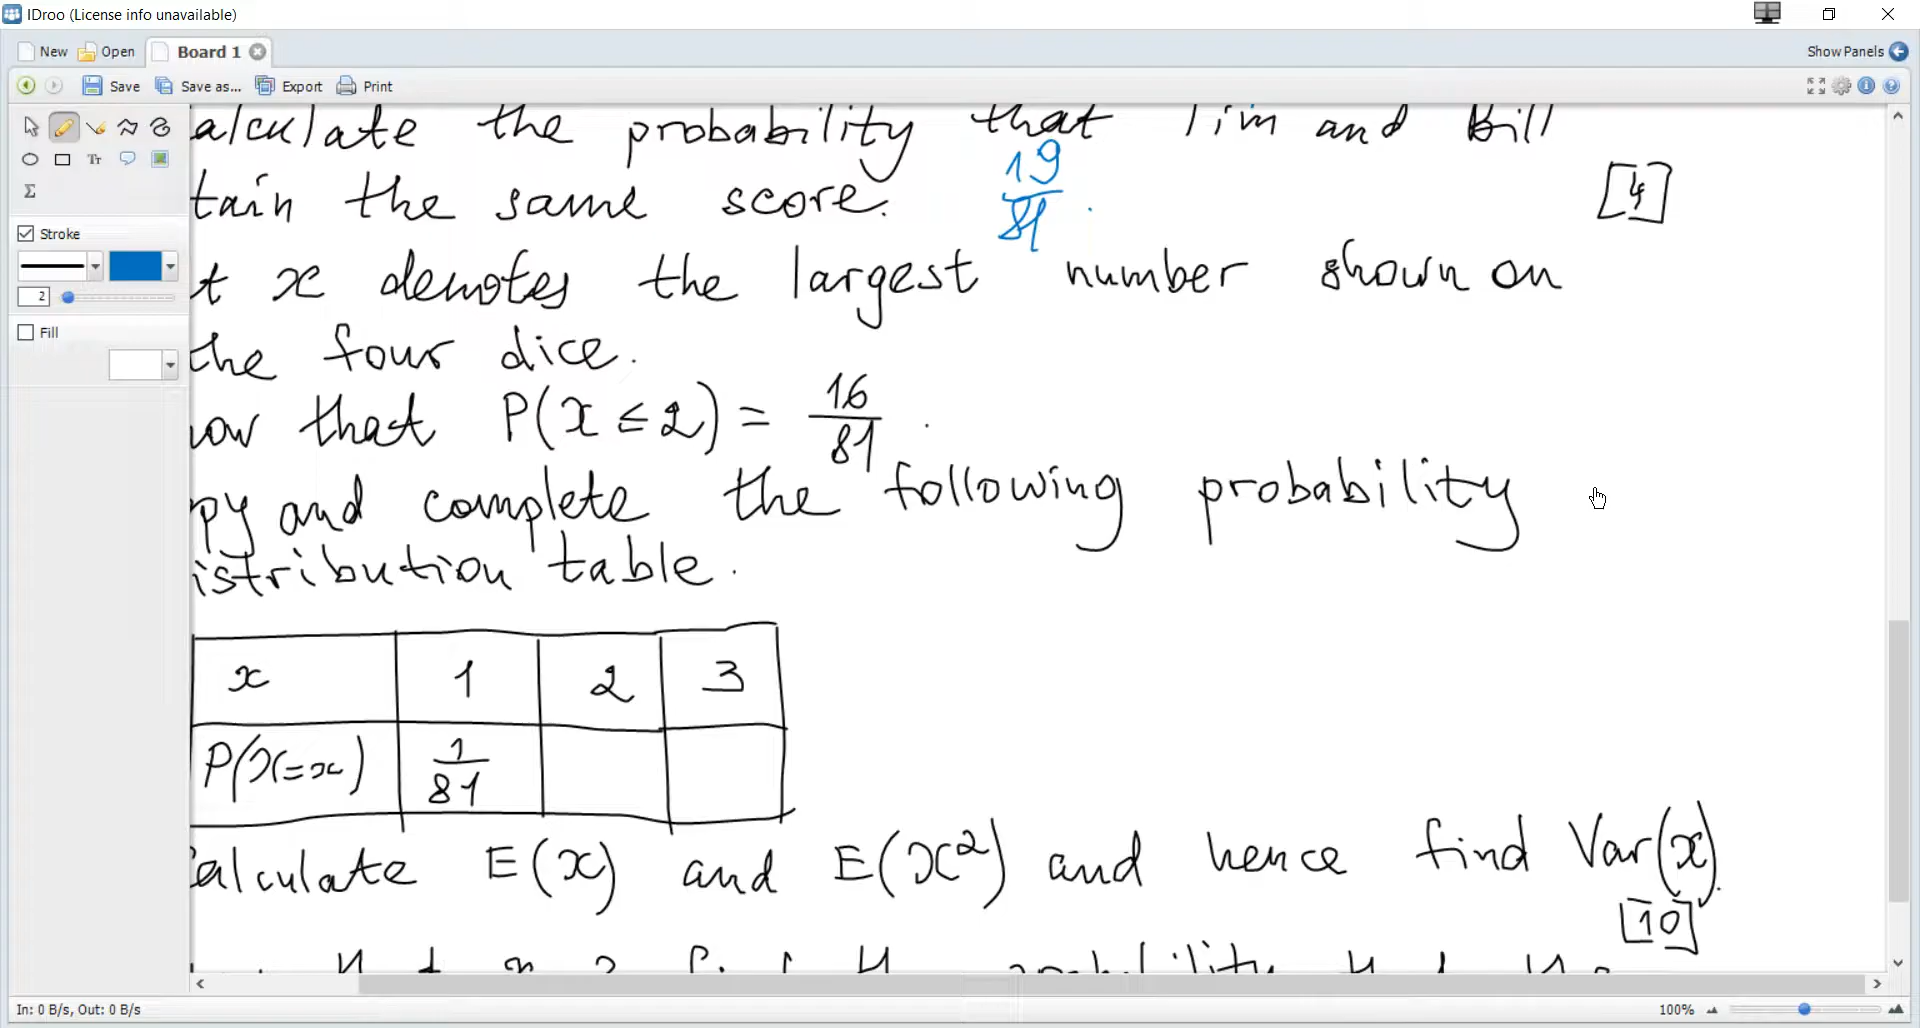 IDroo (License info unavailable)
New Open Board 1 Show Panels
Save Save as... Export Print
alculate the probability that Tim and Bill
19
tain the same score. 81 [4]
t x denotes the largest number shown on
the four dice.
ow that P(x ≤ 2) = 16/81.
py and complete the following probability
istribution table.
x 1 2 3
P(X=x) 1/81
Calculate E(x) and E(x²) and hence find Var(x).
[10]
Tr
Σ
Stroke
2
Fill
In: 0 B/s, Out: 0 B/s 100%